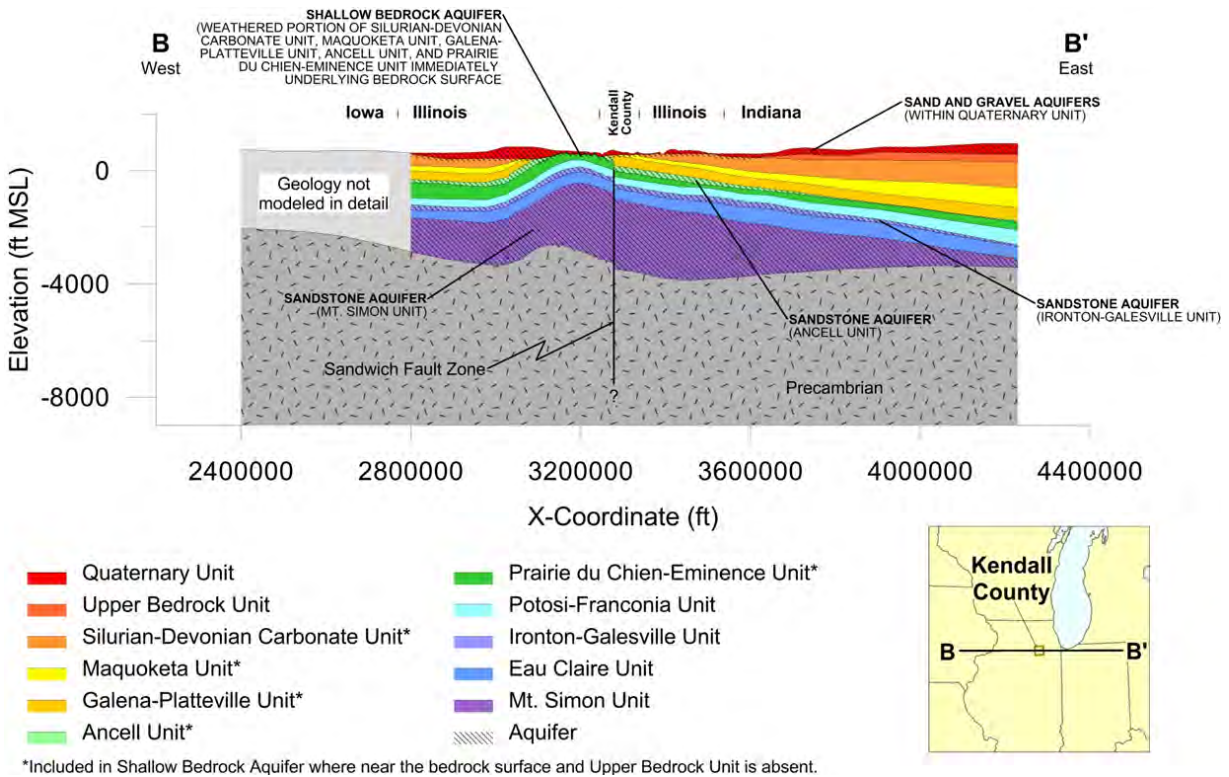 SHALLOW BEDROCK AQUIFER
(WEATHERED PORTION OF SILURIAN-DEVONIAN
CARBONATE UNIT, MAQUOKETA UNIT, GALENA-
PLATTEVILLE UNIT, ANCELL UNIT, AND PRAIRIE
DU CHIEN-EMINENCE UNIT IMMEDIATELY
UNDERLYING BEDROCK SURFACE
B
West
B'
East
Iowa
Illinois
Kendall
County
Illinois
Indiana
SAND AND GRAVEL AQUIFERS
(WITHIN QUATERNARY UNIT)
Geology not
modeled in detail
SANDSTONE AQUIFER
(MT. SIMON UNIT)
SANDSTONE AQUIFER
(ANCELL UNIT)
SANDSTONE AQUIFER
(IRONTON-GALESVILLE UNIT)
Sandwich Fault Zone
?
Precambrian
Elevation (ft MSL)
0
-4000
-8000
2400000 2800000 3200000 3600000 4000000 4400000
X-Coordinate (ft)
Quaternary Unit
Upper Bedrock Unit
Silurian-Devonian Carbonate Unit*
Maquoketa Unit*
Galena-Platteville Unit*
Ancell Unit*
Prairie du Chien-Eminence Unit*
Potosi-Franconia Unit
Ironton-Galesville Unit
Eau Claire Unit
Mt. Simon Unit
Aquifer
*Included in Shallow Bedrock Aquifer where near the bedrock surface and Upper Bedrock Unit is absent.
Kendall
County
B
B'